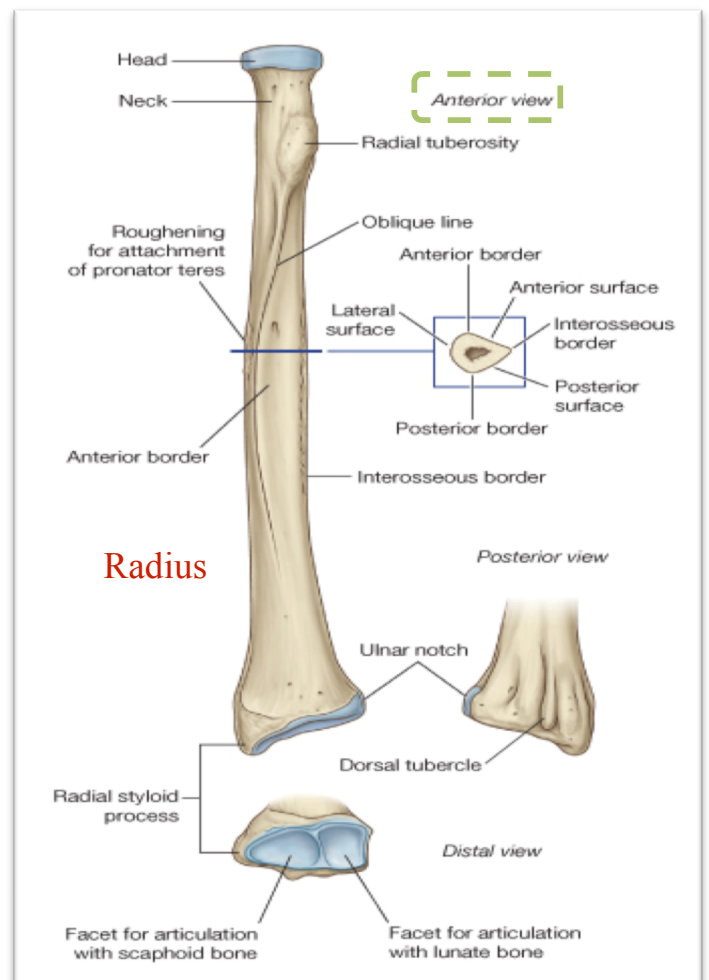 Head
Neck
Anterior view
Radial tuberosity
Oblique line
Roughening
for attachment
of pronator teres
Anterior border
Anterior surface
Lateral
surface
Interosseous
border
Posterior
surface
Posterior border
Anterior border
Interosseous border
Radius
Posterior view
Ulnar notch
Dorsal tubercle
Radial styloid
process
Distal view
Facet for articulation
with scaphoid bone
Facet for articulation
with lunate bone